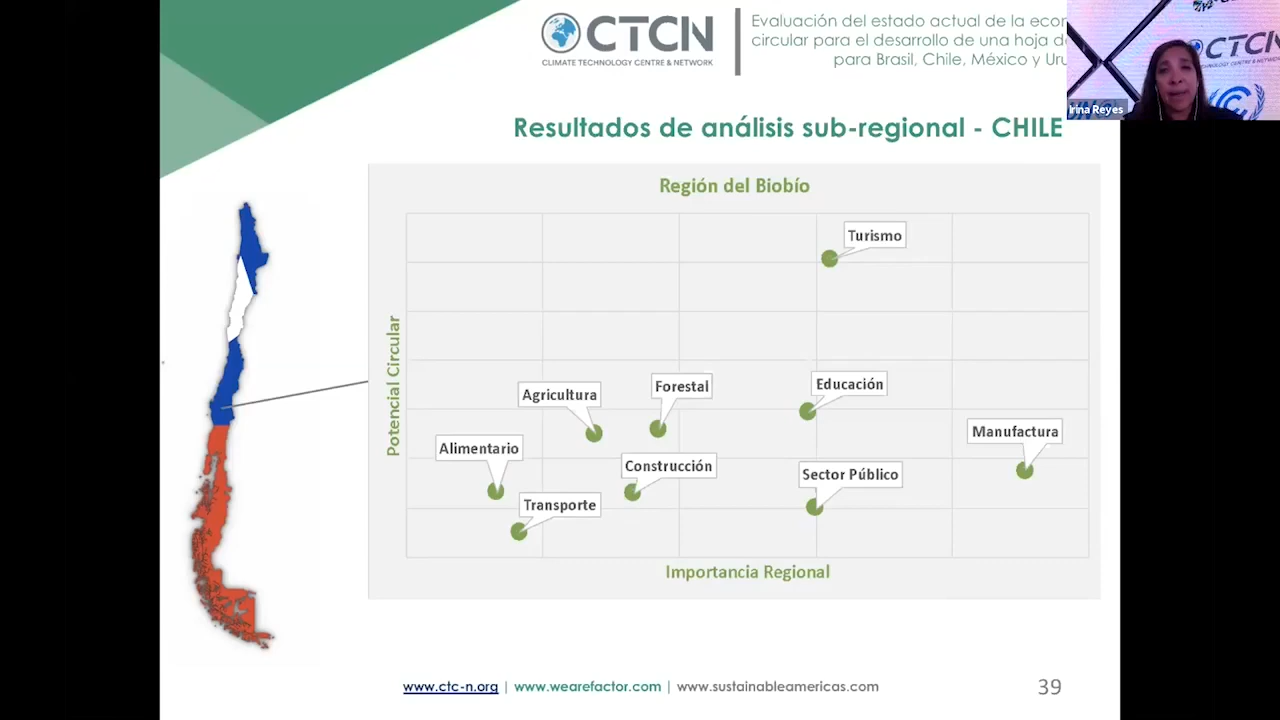 CTCN
CLIMATE TECHNOLOGY CENTRE & NETWORK
Evaluación del estado actual de la econ
circular para el desarrollo de una hoja d
para Brasil, Chile, México y Uru
CTCN
Irina Reyes
Resultados de análisis sub-regional - CHILE
Región del Biobío
Turismo
Potencial Circular
Agricultura
Forestal
Educación
Alimentario
Manufactura
Construcción
Sector Público
Transporte
Importancia Regional
www.ctc-n.org | www.wearefactor.com | www.sustainableamericas.com
39